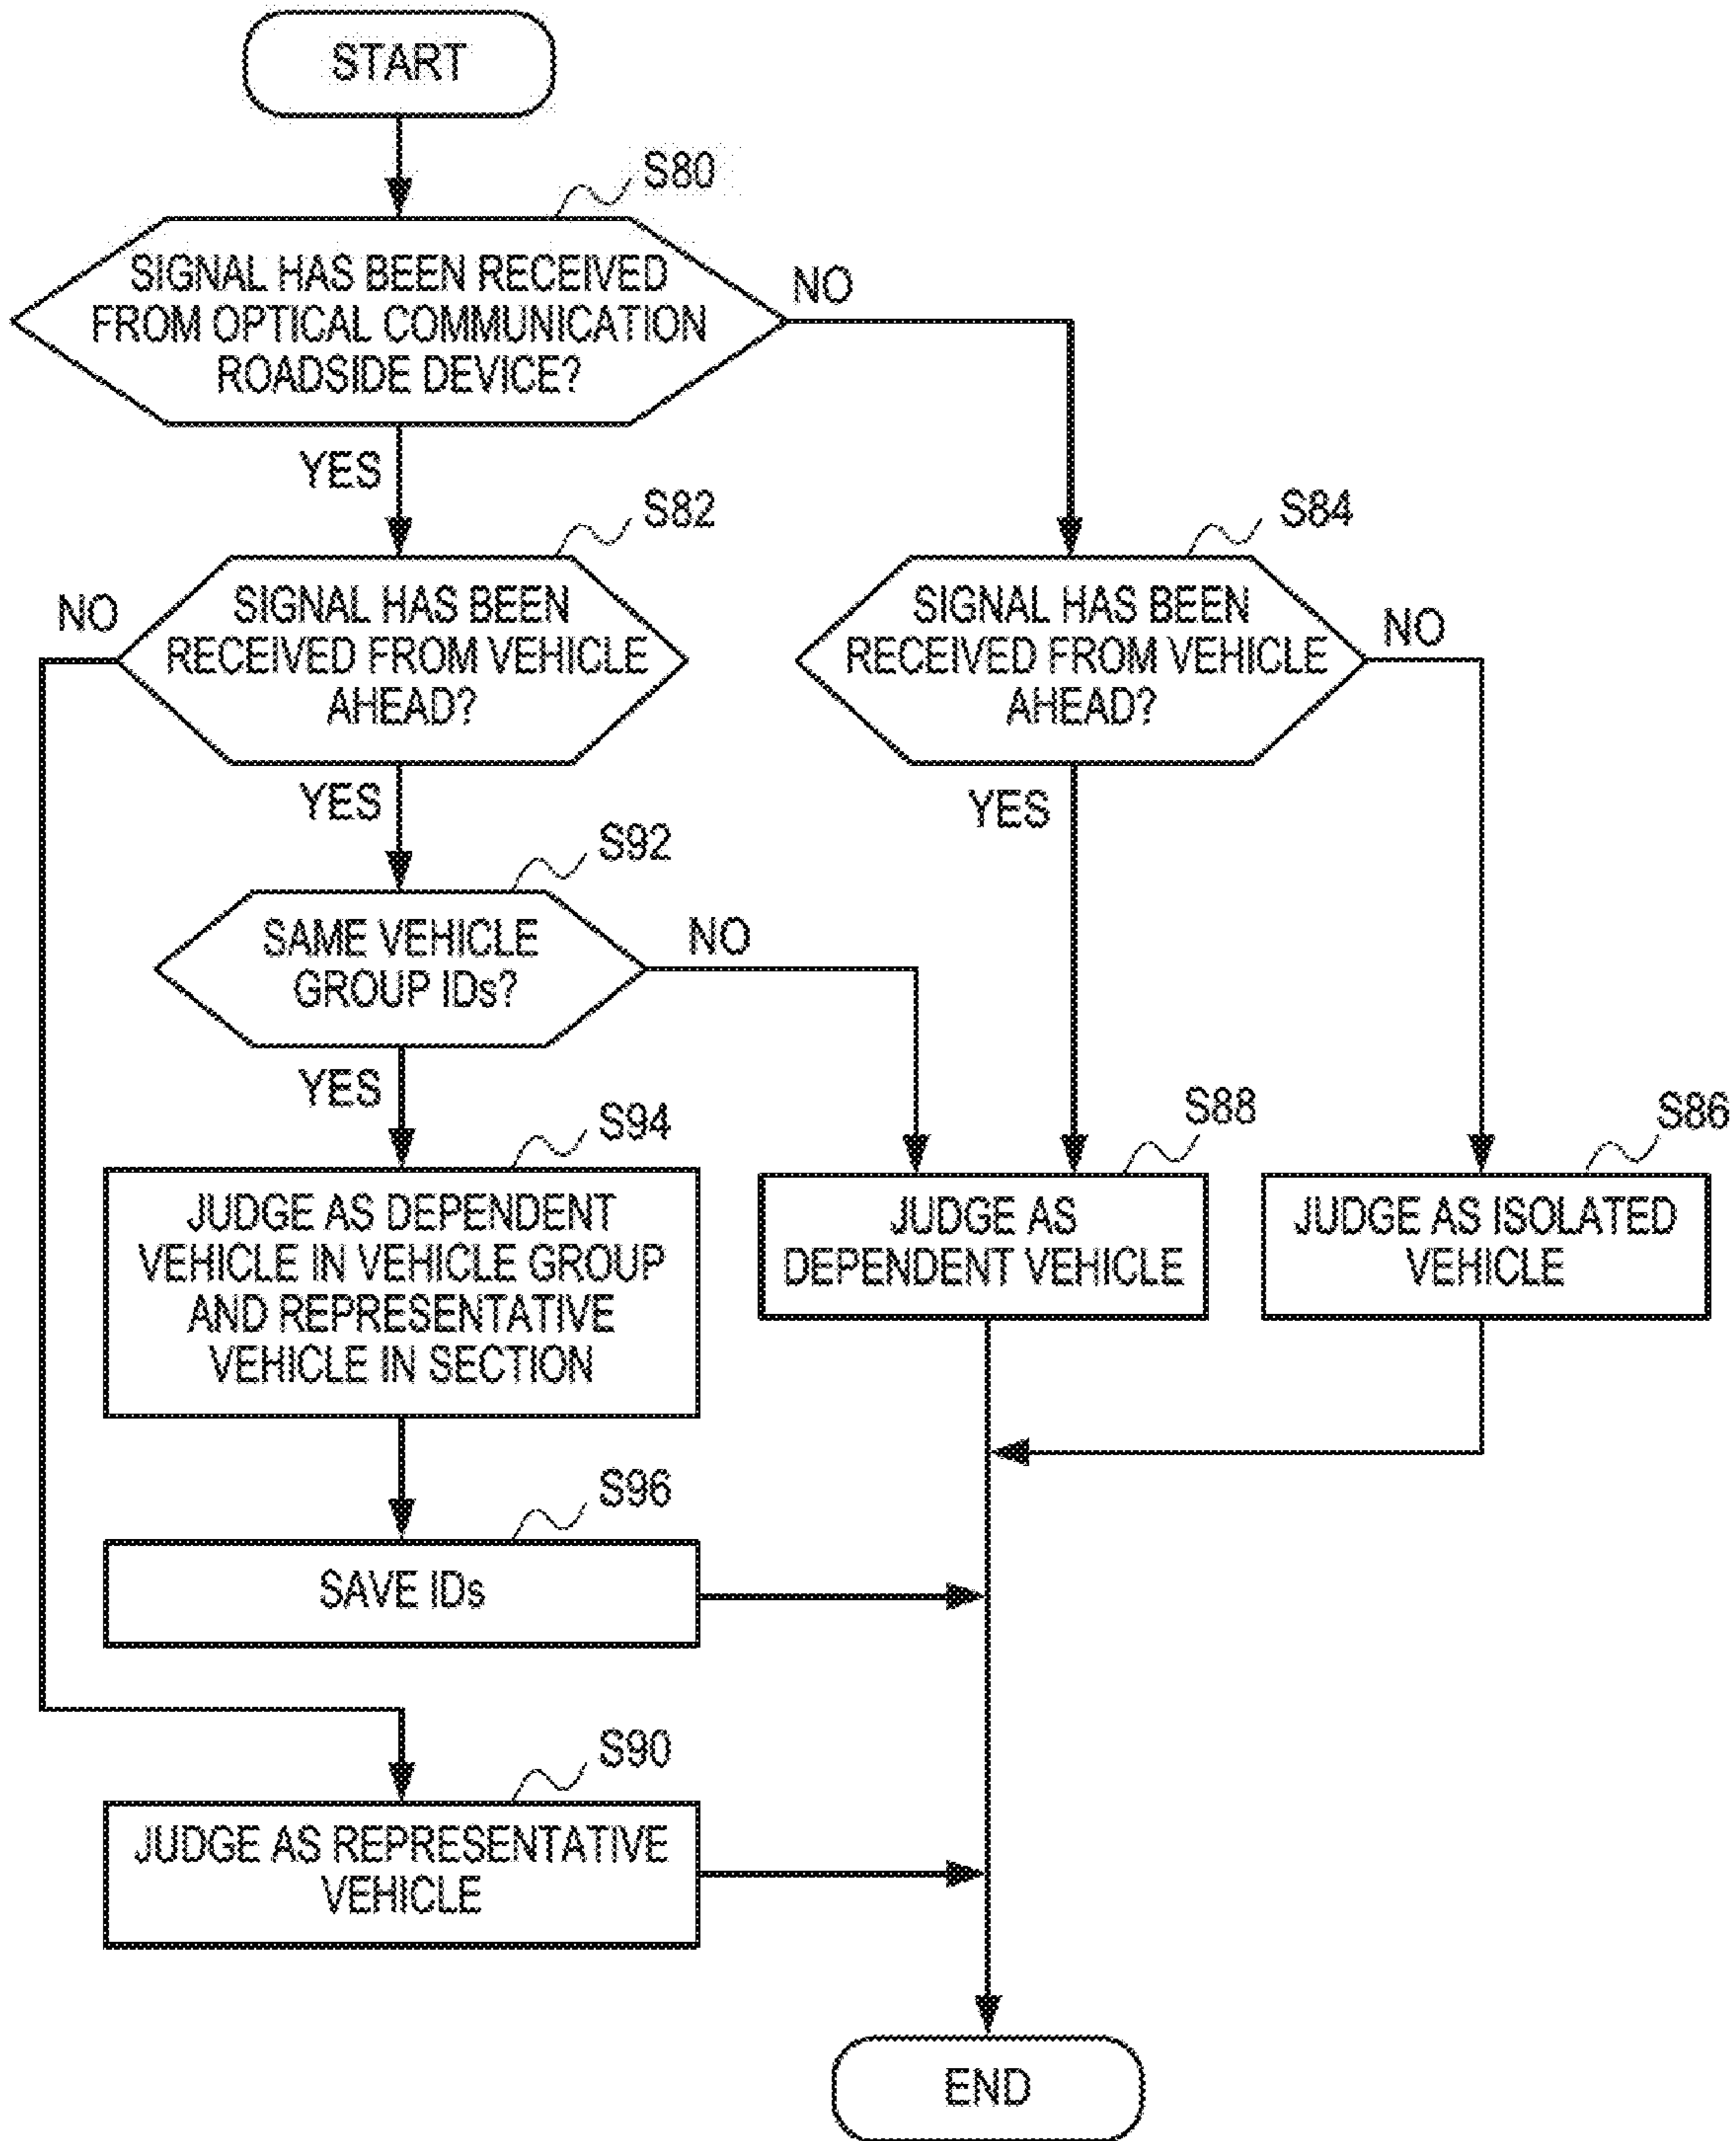 START
S80
SIGNAL HAS BEEN RECEIVED
FROM OPTICAL COMMUNICATION
ROADSIDE DEVICE?
NO
YES
S82
NO
SIGNAL HAS BEEN
RECEIVED FROM VEHICLE
AHEAD?
YES
S84
SIGNAL HAS BEEN
RECEIVED FROM VEHICLE
AHEAD?
NO
YES
S92
SAME VEHICLE
GROUP IDs?
NO
YES
S94
JUDGE AS DEPENDENT
VEHICLE IN VEHICLE GROUP
AND REPRESENTATIVE
VEHICLE IN SECTION
S88
JUDGE AS
DEPENDENT VEHICLE
S86
JUDGE AS ISOLATED
VEHICLE
S96
SAVE IDs
S90
JUDGE AS REPRESENTATIVE
VEHICLE
END